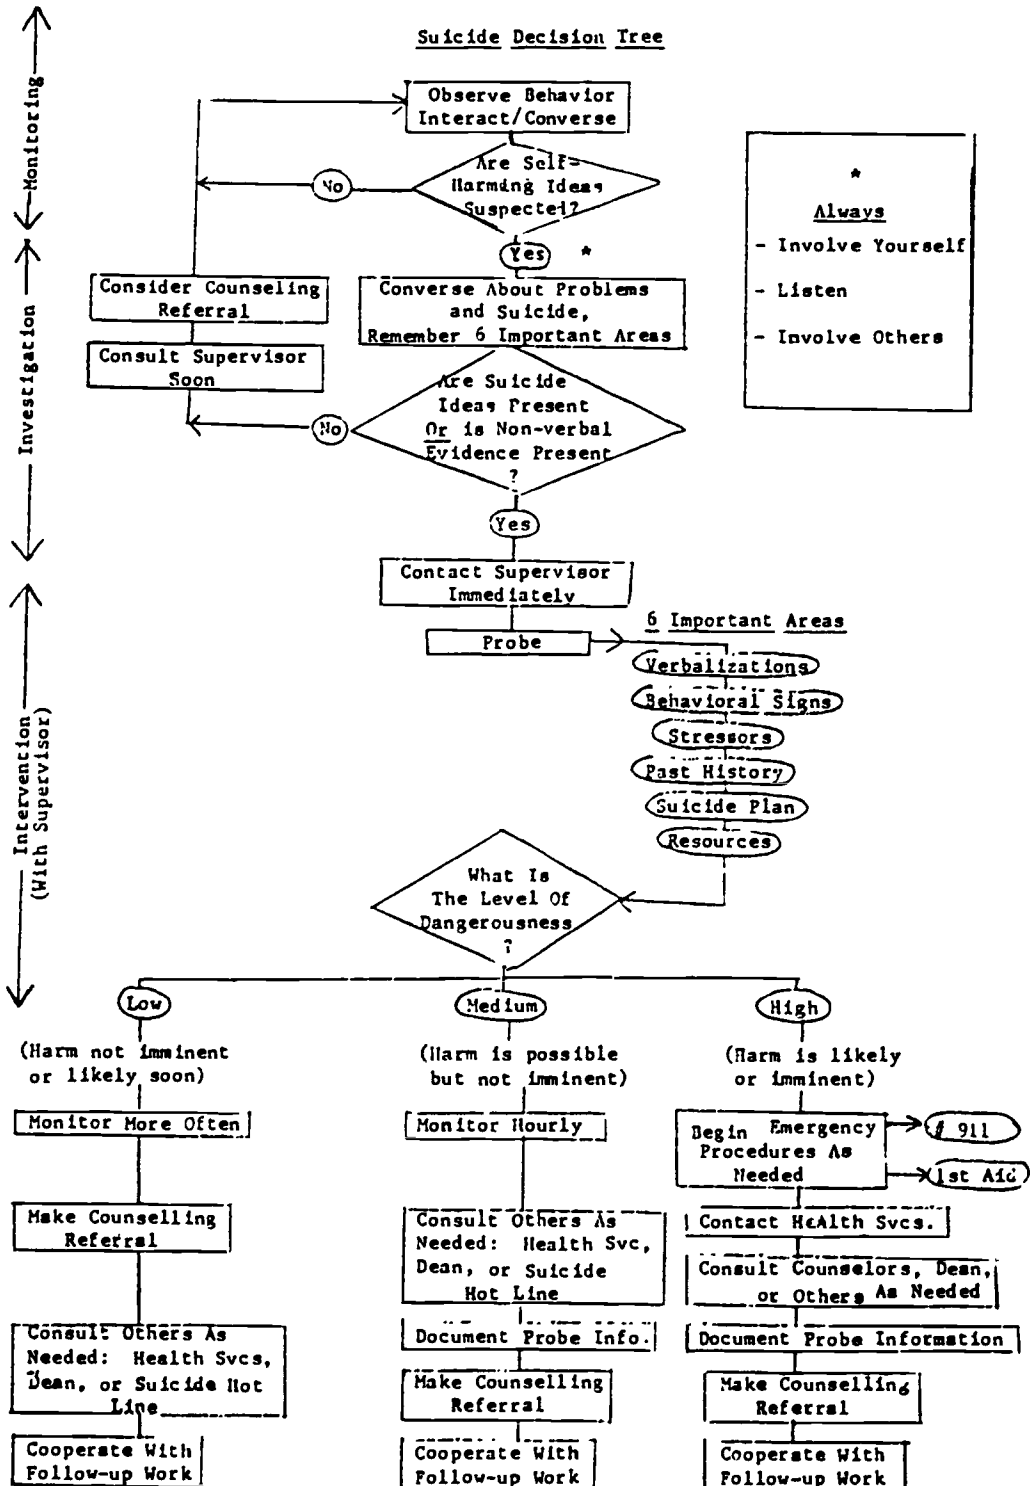 Suicide Decision Tree
Monitoring
Observe Behavior
Interact/Converse
Are Self-
Harming Ideas
Suspected?
No
Yes *
*
Always
- Involve Yourself
- Listen
- Involve Others
Investigation
Consider Counseling
Referral
Consult Supervisor
Soon
Converse About Problems
and Suicide,
Remember 6 Important Areas
Are Suicide
Ideas Present
Or is Non-verbal
Evidence Present
?
No
Yes
Contact Supervisor
Immediately
Probe
6 Important Areas
Verbalizations
Behavioral Signs
Stressors
Past History
Suicide Plan
Resources
Intervention
(With Supervisor)
What Is
The Level Of
Dangerousness
?
Low
(Harm not imminent
or likely soon)
Monitor More Often
Make Counselling
Referral
Consult Others As
Needed: Health Svcs,
Dean, or Suicide Hot
Line
Cooperate With
Follow-up Work
Medium
(Harm is possible
but not imminent)
Monitor Hourly
Consult Others As
Needed: Health Svc,
Dean, or Suicide
Hot Line
Document Probe Info.
Make Counselling
Referral
Cooperate With
Follow-up Work
High
(Harm is likely
or imminent)
Begin Emergency
Procedures As
Needed
911
1st Aid
Contact Health Svcs.
Consult Counselors, Dean,
or Others As Needed
Document Probe Information
Make Counselling
Referral
Cooperate With
Follow-up Work